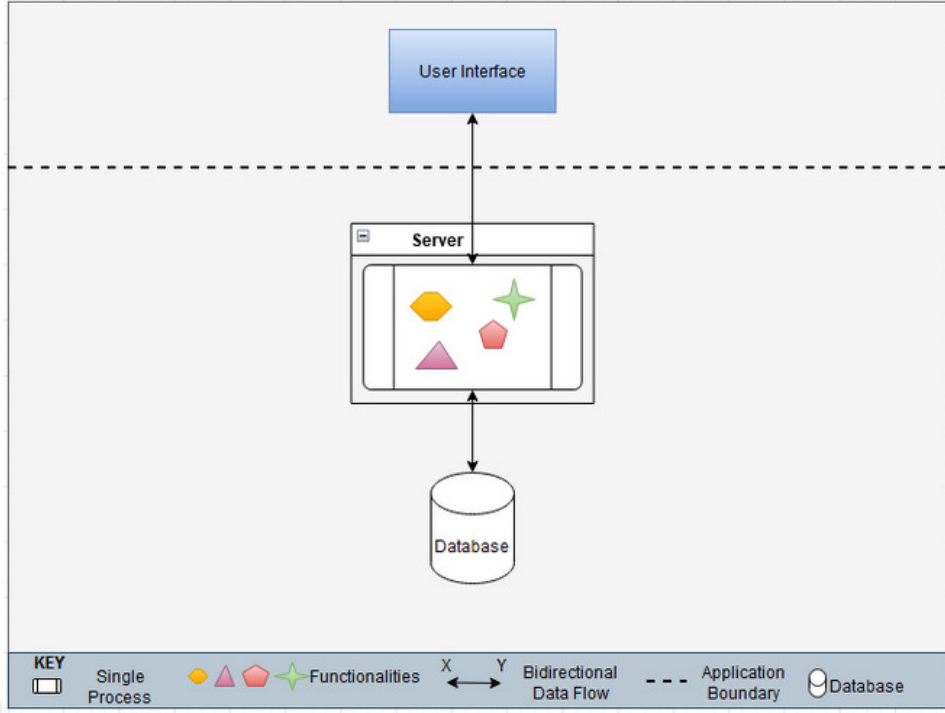 User Interface
Server
Database
KEY
Single
Process
Functionalities
X Y
Bidirectional
Data Flow
Application
Boundary
Database